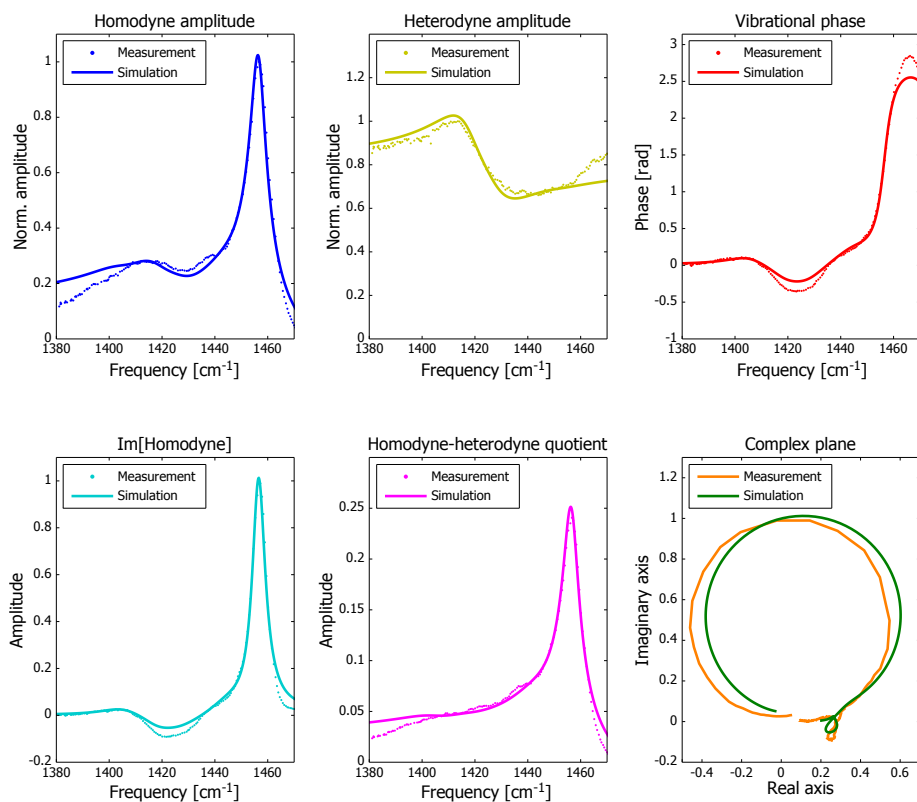 Homodyne amplitude
Measurement
Simulation
1
0.8
0.6
0.4
0.2
0
Norm. amplitude
1380 1400 1420 1440 1460
Frequency [cm-1]
Heterodyne amplitude
Measurement
Simulation
1.2
1
0.8
0.6
0.4
0.2
0
Norm. amplitude
1380 1400 1420 1440 1460
Frequency [cm-1]
Vibrational phase
Measurement
Simulation
3
2.5
2
1.5
1
0.5
0
-0.5
-1
Phase [rad]
1380 1400 1420 1440 1460
Frequency [cm-1]
Im[Homodyne]
Measurement
Simulation
1.2
1
0.8
0.6
0.4
0.2
0
-0.2
Amplitude
1380 1400 1420 1440 1460
Frequency [cm-1]
Homodyne-heterodyne quotient
Measurement
Simulation
0.25
0.2
0.15
0.1
0.05
0
Amplitude
1380 1400 1420 1440 1460
Frequency [cm-1]
Complex plane
Measurement
Simulation
1.2
1
0.8
0.6
0.4
0.2
0
-0.2
Imaginary axis
-0.4 -0.2 0.0 0.2 0.4 0.6
Real axis